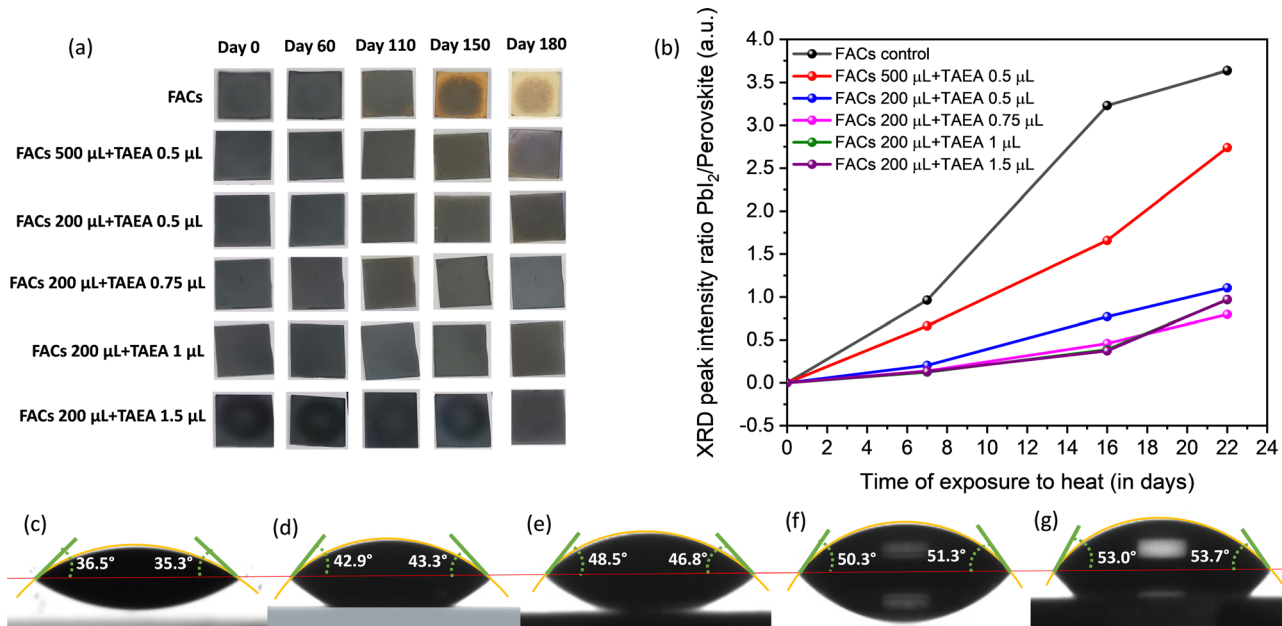 (a)
Day 0 Day 60 Day 110 Day 150 Day 180
FACs
FACs 500 µL+TAEA 0.5 µL
FACs 200 µL+TAEA 0.5 µL
FACs 200 µL+TAEA 0.75 µL
FACs 200 µL+TAEA 1 µL
FACs 200 µL+TAEA 1.5 µL
(b)
XRD peak intensity ratio PbI₂/Perovskite (a.u.)
4.0
3.5
3.0
2.5
2.0
1.5
1.0
0.5
0.0
-0.5
FACs control
FACs 500 µL+TAEA 0.5 µL
FACs 200 µL+TAEA 0.5 µL
FACs 200 µL+TAEA 0.75 µL
FACs 200 µL+TAEA 1 µL
FACs 200 µL+TAEA 1.5 µL
0 2 4 6 8 10 12 14 16 18 20 22 24
Time of exposure to heat (in days)
(c)
36.5° 35.3°
(d)
42.9° 43.3°
(e)
48.5° 46.8°
(f)
50.3° 51.3°
(g)
53.0° 53.7°